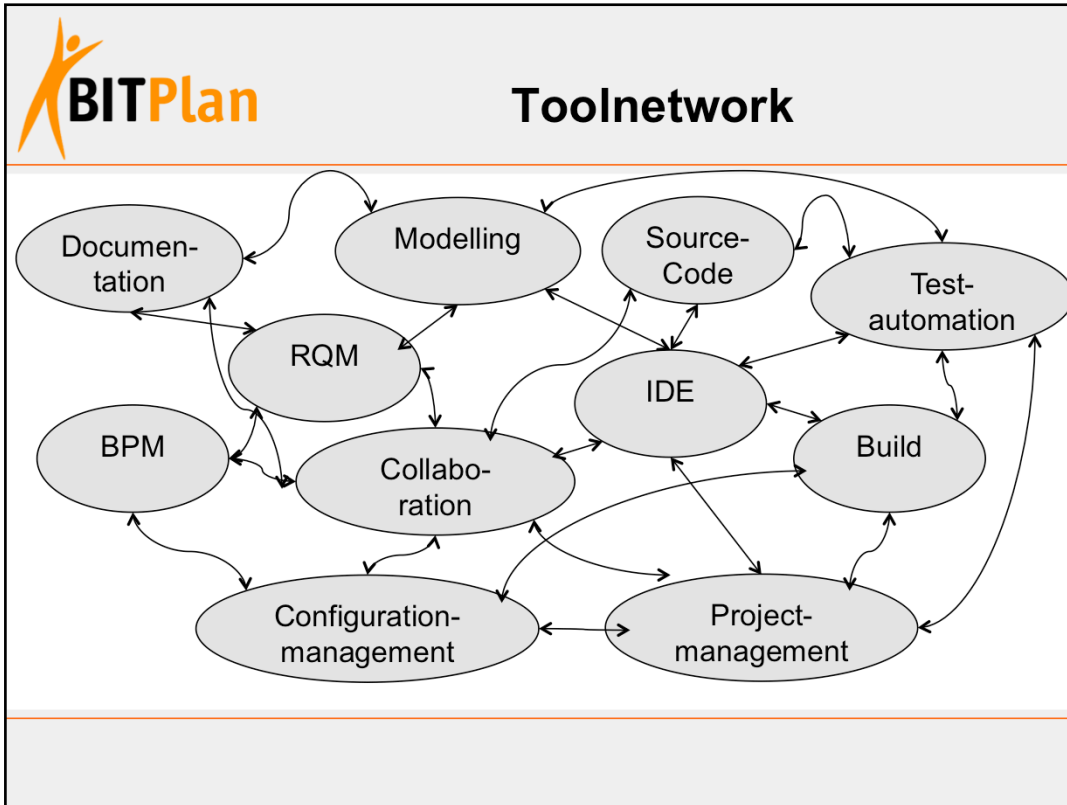 BITPlan
Toolnetwork
Documen-
tation
Modelling
Source-
Code
Test-
automation
RQM
IDE
BPM
Collabo-
ration
Build
Configuration-
management
Project-
management